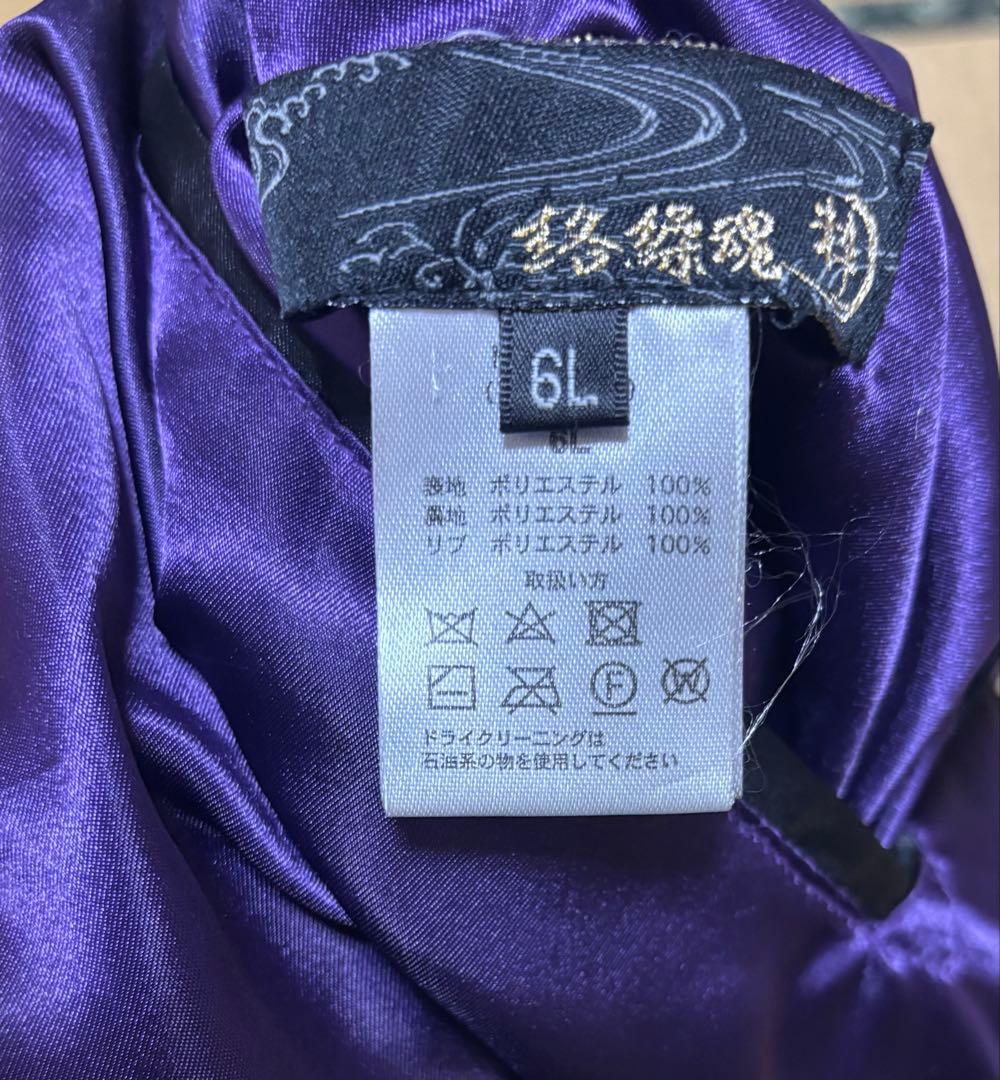 絡繰魂
6L
6L
表地 ポリエステル 100%
裏地 ポリエステル 100%
リブ ポリエステル 100%
取扱い方
F
W
ドライクリーニングは
石油系の物を使用してください